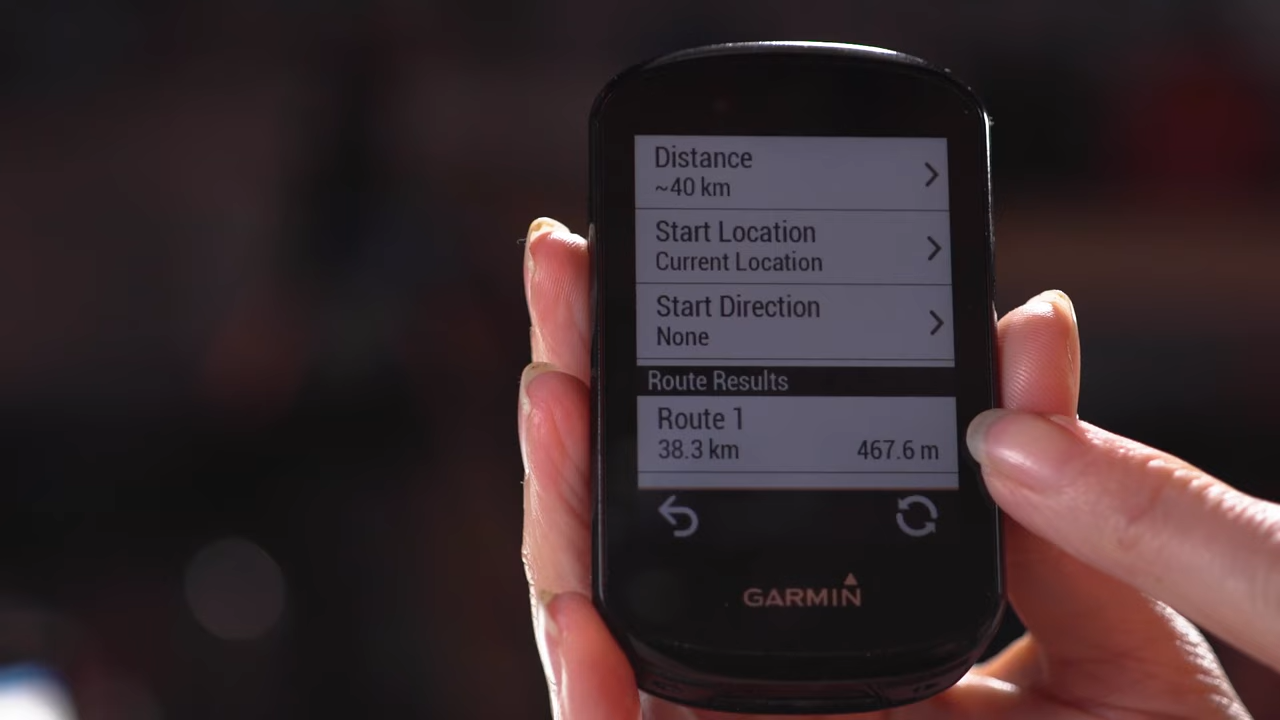 Distance
~40 km
Start Location
Current Location
Start Direction
None
Route Results
Route 1
38.3 km 467.6 m
GARMIN